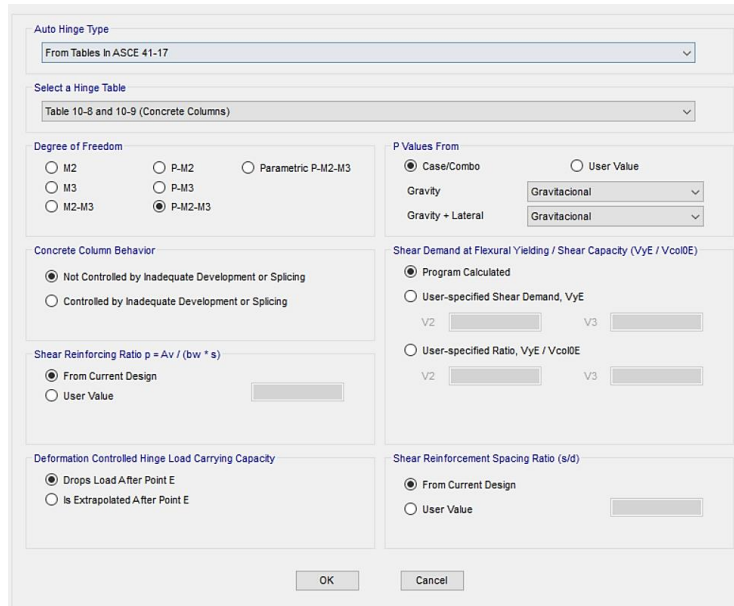 Auto Hinge Type
From Tables In ASCE 41-17
Select a Hinge Table
Table 10-8 and 10-9 (Concrete Columns)
Degree of Freedom
M2 P-M2 Parametric P-M2-M3
M3 P-M3
M2-M3 P-M2-M3
P Values From
Case/Combo User Value
Gravity Gravitacional
Gravity + Lateral Gravitacional
Concrete Column Behavior
Not Controlled by Inadequate Development or Splicing
Controlled by Inadequate Development or Splicing
Shear Demand at Flexural Yielding / Shear Capacity (VyE / Vcol0E)
Program Calculated
User-specified Shear Demand, VyE
V2 V3
User-specified Ratio, VyE / Vcol0E
V2 V3
Shear Reinforcing Ratio p = Av / (bw * s)
From Current Design
User Value
Deformation Controlled Hinge Load Carrying Capacity
Drops Load After Point E
Is Extrapolated After Point E
Shear Reinforcement Spacing Ratio (s/d)
From Current Design
User Value
OK Cancel